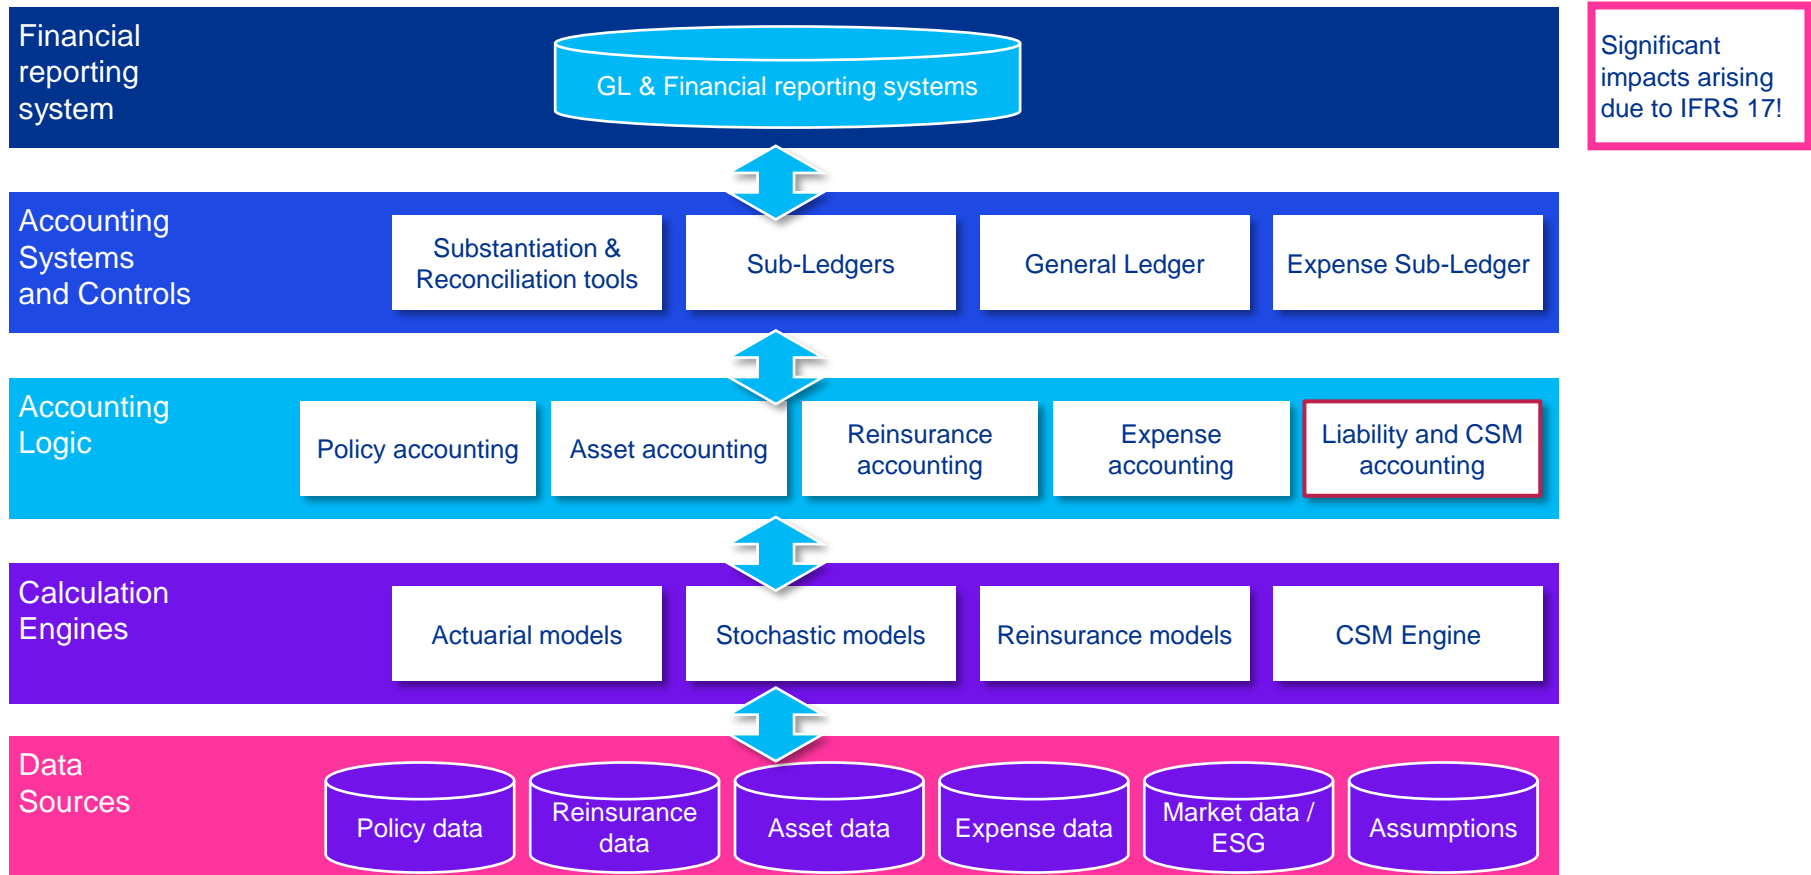 Financial
reporting
system
GL & Financial reporting systems
Significant
impacts arising
due to IFRS 17!
Accounting
Systems
and Controls
Substantiation &
Reconciliation tools
Sub-Ledgers
General Ledger
Expense Sub-Ledger
Accounting
Logic
Policy accounting
Asset accounting
Reinsurance
accounting
Expense
accounting
Liability and CSM
accounting
Calculation
Engines
Actuarial models
Stochastic models
Reinsurance models
CSM Engine
Data
Sources
Policy data
Reinsurance
data
Asset data
Expense data
Market data /
ESG
Assumptions